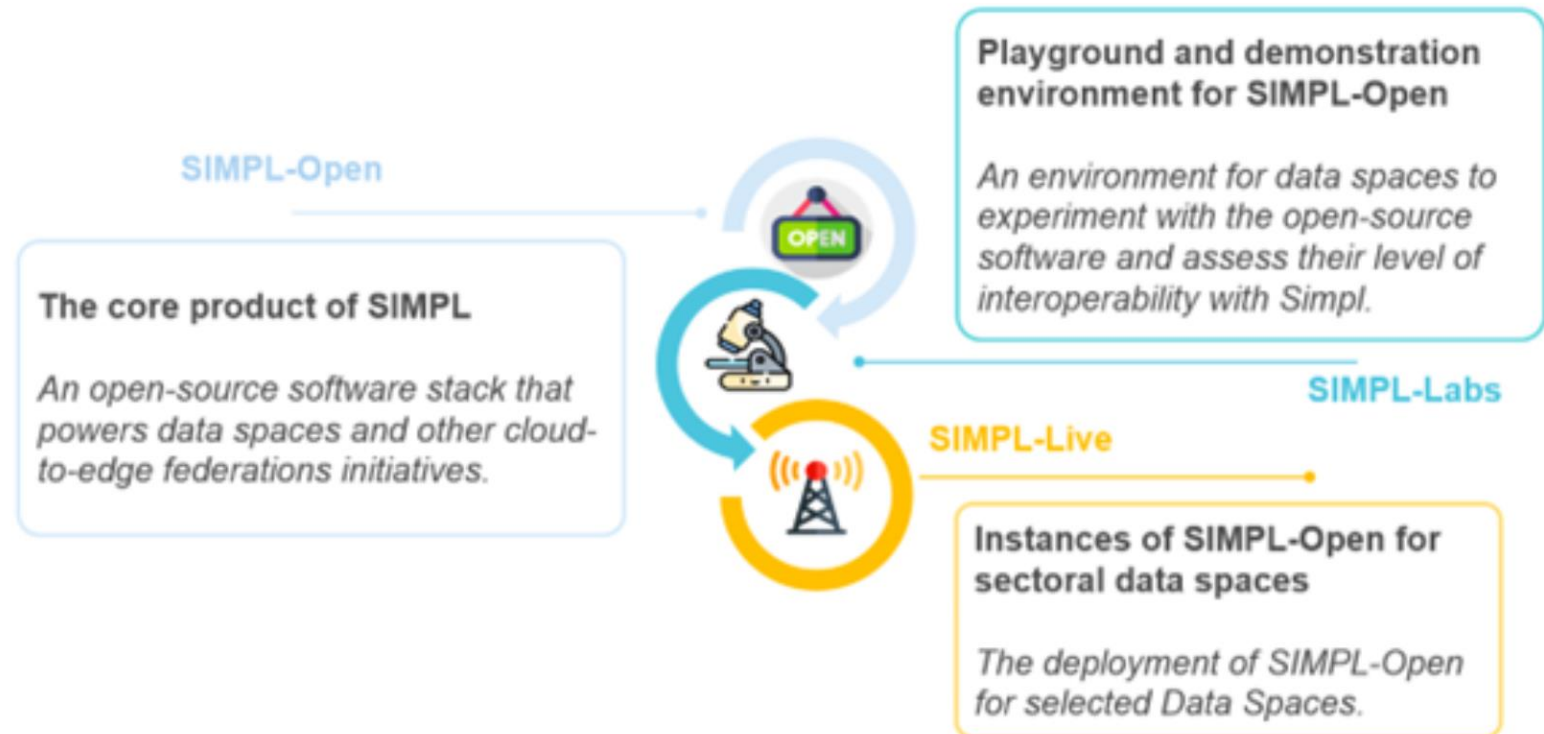 SIMPL-Open
The core product of SIMPL
An open-source software stack that
powers data spaces and other cloud-
to-edge federations initiatives.
OPEN
Playground and demonstration
environment for SIMPL-Open
An environment for data spaces to
experiment with the open-source
software and assess their level of
interoperability with Simpl.
SIMPL-Labs
SIMPL-Live
Instances of SIMPL-Open for
sectoral data spaces
The deployment of SIMPL-Open
for selected Data Spaces.